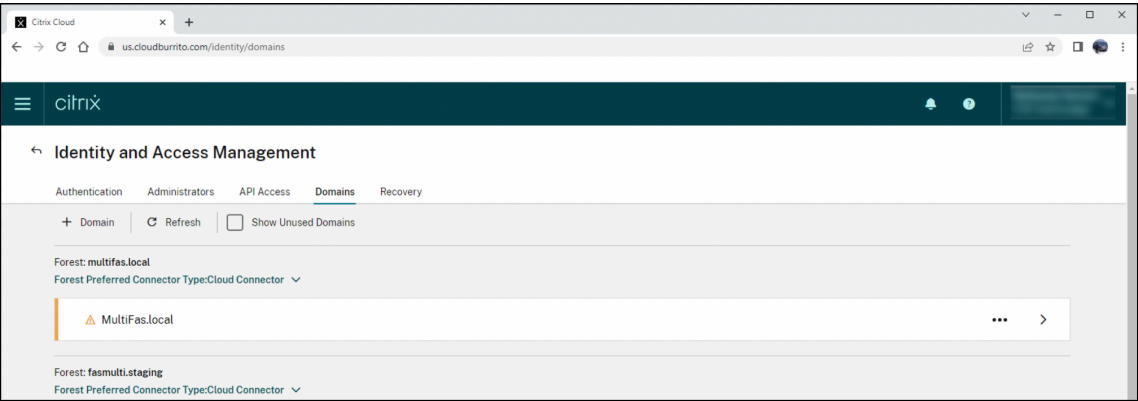 Citrix Cloud
us.cloudburrito.com/identity/domains
citrix
Identity and Access Management
Authentication Administrators API Access Domains Recovery
+ Domain Refresh Show Unused Domains
Forest: multifas.local
Forest Preferred Connector Type:Cloud Connector
MultiFas.local
Forest: fasmulti.staging
Forest Preferred Connector Type:Cloud Connector